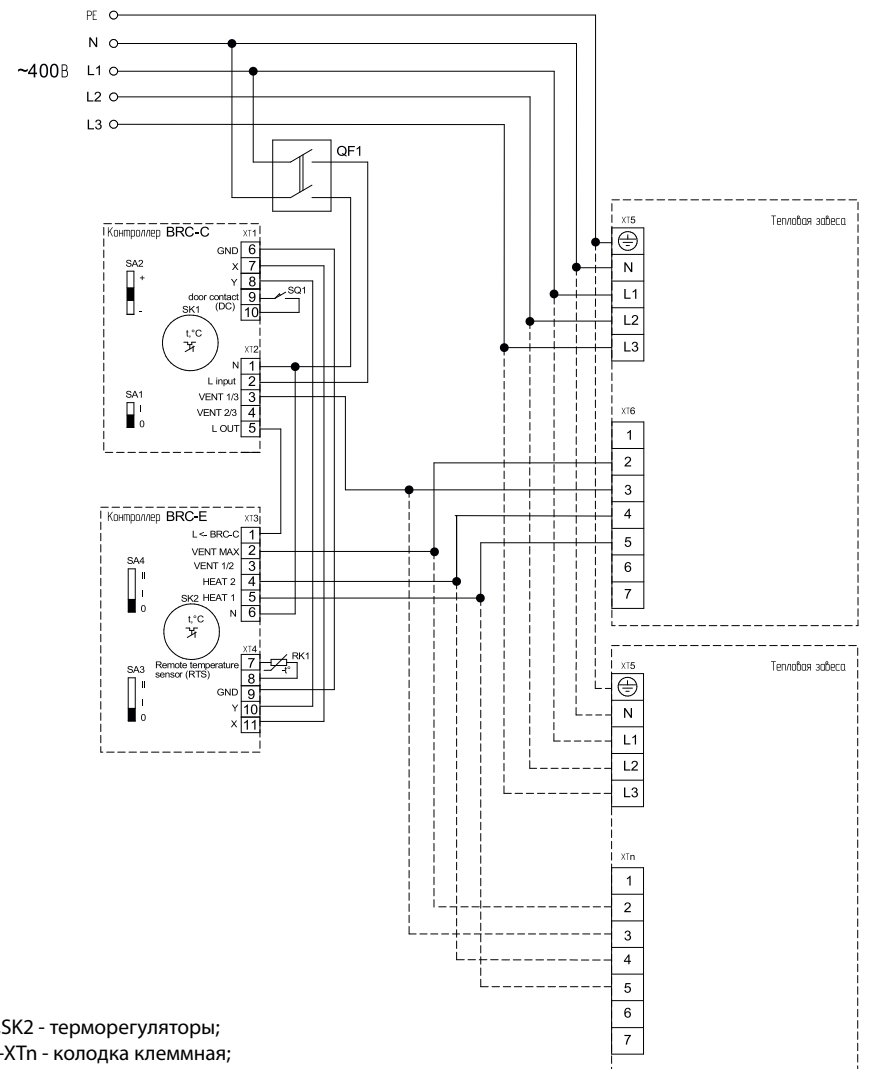 PE
N
~400В L1
L2
L3
QF1
Контроллер BRC-C
XT1
SA2
+
-
GND 6
X 7
Y 8
door contact (DC) 9
10
SQ1
SK1
t,°C
XT2
N 1
L input 2
VENT 1/3 3
VENT 2/3 4
L OUT 5
SA1
I
0
Контроллер BRC-E
XT3
L <- BRC-C 1
VENT MAX 2
VENT 1/2 3
HEAT 2 4
HEAT 1 5
N 6
SA4
II
I
0
SK2
t,°C
XT4
Remote temperature sensor (RTS) 7
8
RK1
t°
GND 9
Y 10
X 11
SA3
II
I
0
XT5
Тепловая завеса
N
L1
L2
L3
XT6
1
2
3
4
5
6
7
XT5
Тепловая завеса
N
L1
L2
L3
XTn
1
2
3
4
5
6
7
SK2 - терморегуляторы;
-XTn - колодка клеммная;